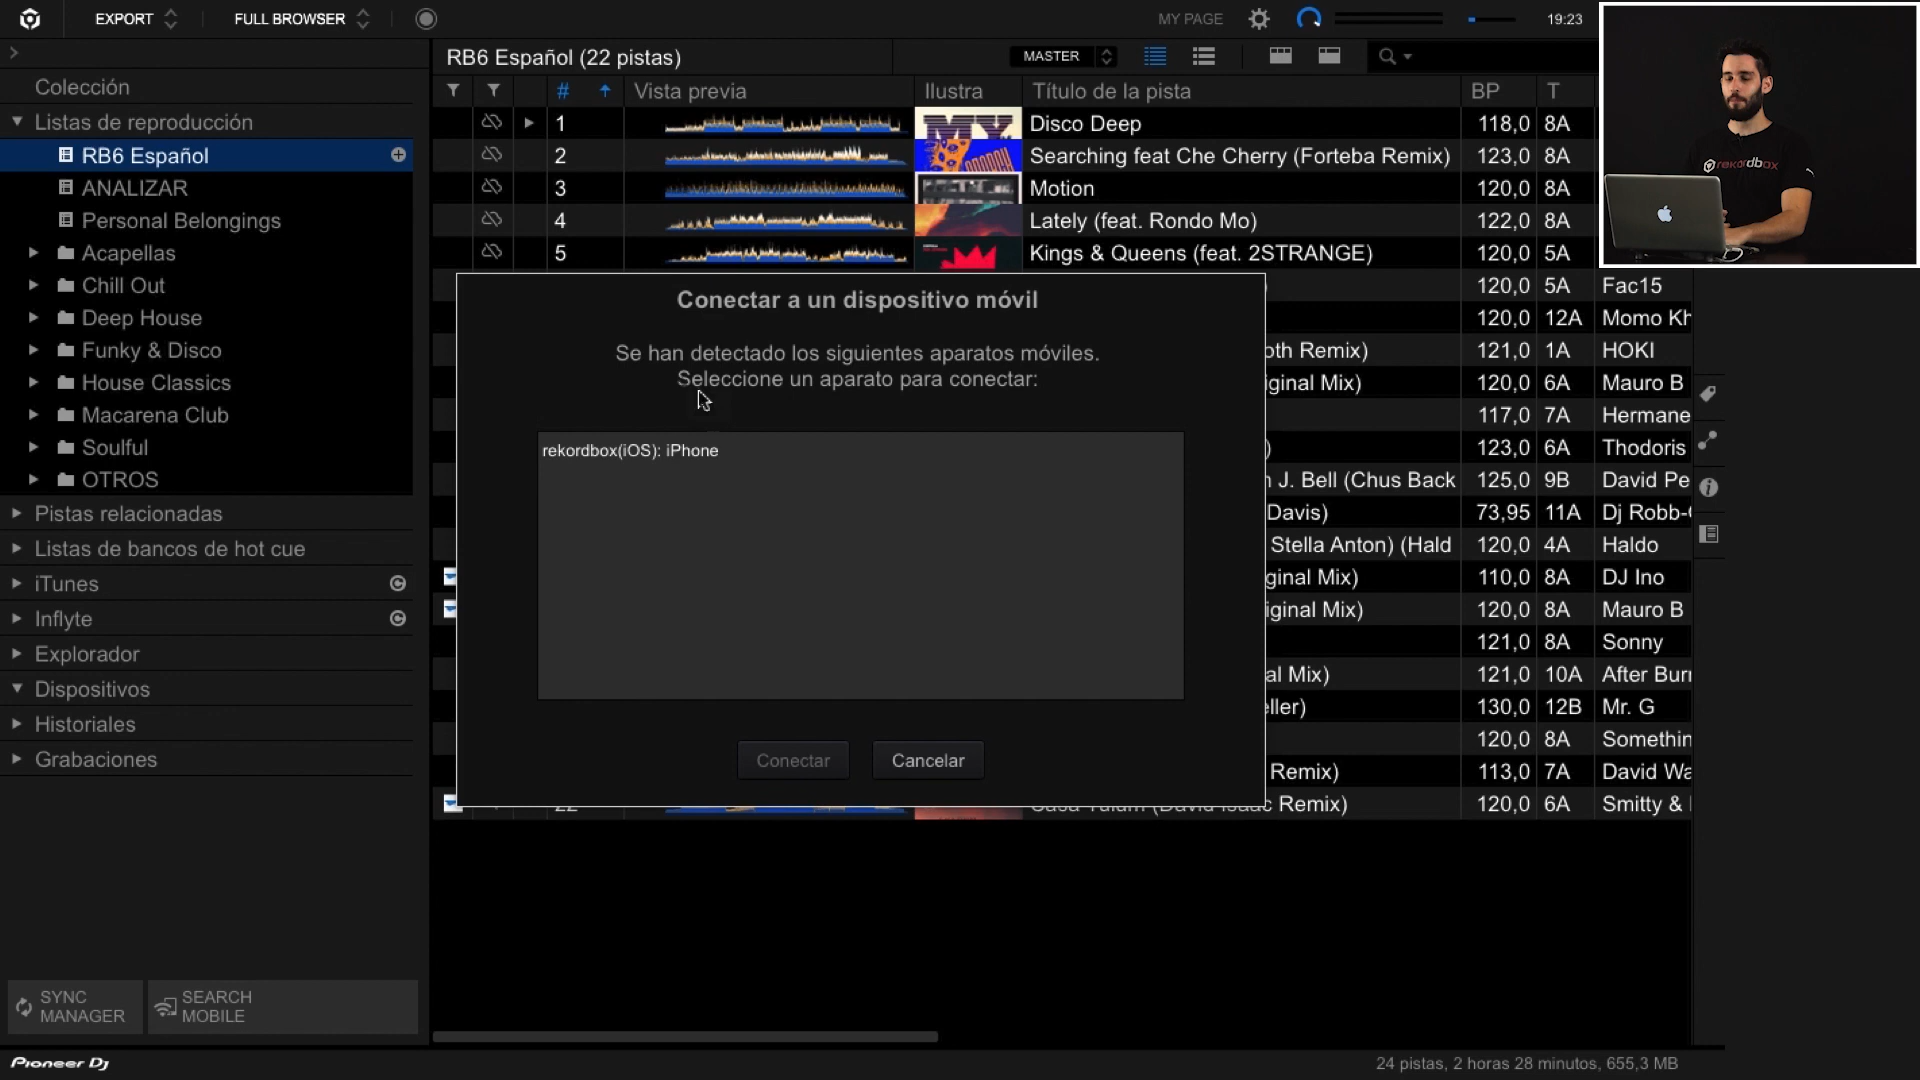 EXPORT
FULL BROWSER
MY PAGE
19:23
RB6 Español (22 pistas)
MASTER
Colección
Listas de reproducción
RB6 Español
ANALIZAR
Personal Belongings
Acapellas
Chill Out
Deep House
Funky & Disco
House Classics
Macarena Club
Soulful
OTROS
Pistas relacionadas
Listas de bancos de hot cue
iTunes
Inflyte
Explorador
Dispositivos
Historiales
Grabaciones
SYNC
MANAGER
SEARCH
MOBILE
Pioneer Dj
# Vista previa Ilustra Título de la pista BP T
1 Disco Deep 118,0 8A
2 Searching feat Che Cherry (Forteba Remix) 123,0 8A
3 Motion 120,0 8A
4 Lately (feat. Rondo Mo) 122,0 8A
5 Kings & Queens (feat. 2STRANGE) 120,0 5A
120,0 5A Fac15
120,0 12A Momo Kh
oth Remix) 121,0 1A HOKI
iginal Mix) 120,0 6A Mauro B
117,0 7A Hermane
123,0 6A Thodoris
n J. Bell (Chus Back 125,0 9B David Pe
Davis) 73,95 11A Dj Robb-
Stella Anton) (Hald 120,0 4A Haldo
ginal Mix) 110,0 8A DJ Ino
iginal Mix) 120,0 8A Mauro B
121,0 8A Sonny
al Mix) 121,0 10A After Burn
eller) 130,0 12B Mr. G
120,0 8A Somethin
Remix) 113,0 7A David Wa
22 Casa Tulum (David Isaac Remix) 120,0 6A Smitty &
Conectar a un dispositivo móvil
Se han detectado los siguientes aparatos móviles.
Seleccione un aparato para conectar:
rekordbox(iOS): iPhone
Conectar
Cancelar
24 pistas, 2 horas 28 minutos, 655,3 MB
MY
rekordbox